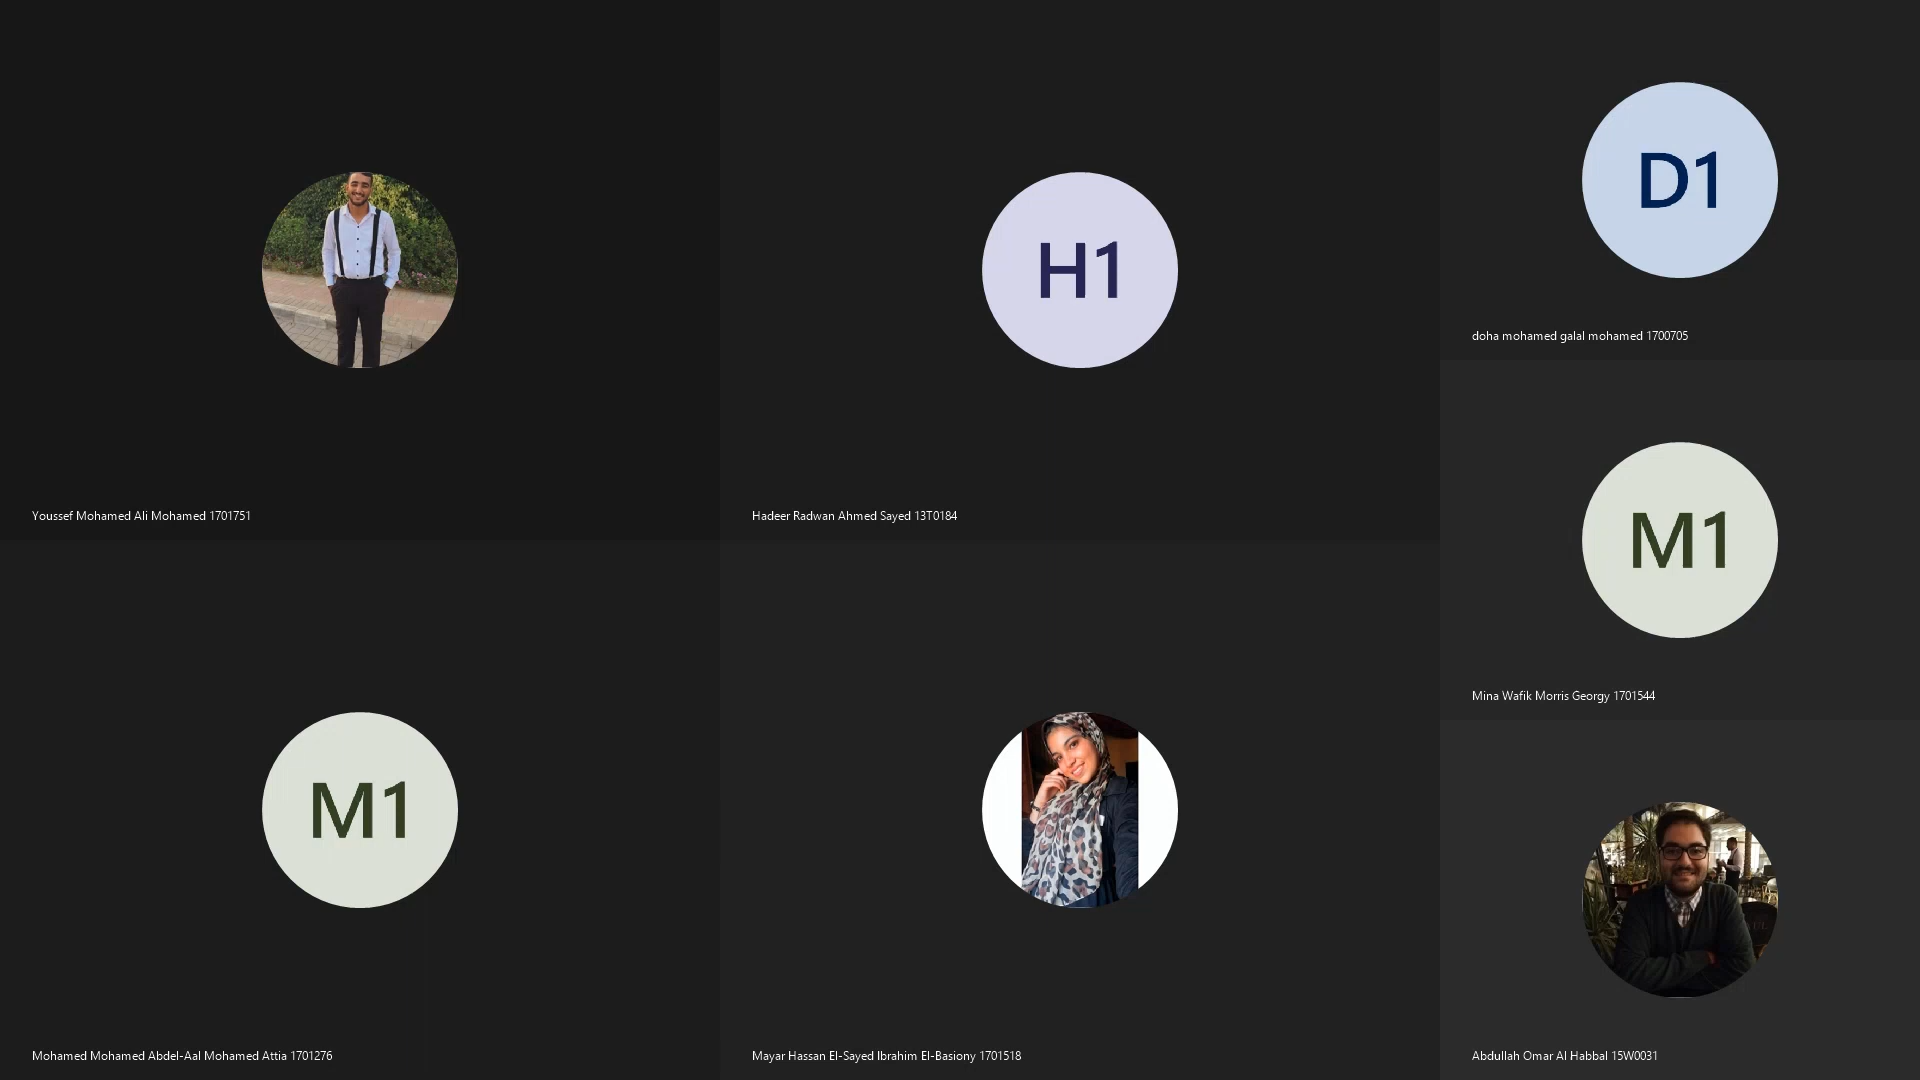 Youssef Mohamed Ali Mohamed 1701751
H1
Hadeer Radwan Ahmed Sayed 13T0184
D1
doha mohamed galal mohamed 1700705
M1
Mina Wafik Morris Georgy 1701544
M1
Mohamed Mohamed Abdel-Aal Mohamed Attia 1701276
Mayar Hassan El-Sayed Ibrahim El-Basiony 1701518
Abdullah Omar Al Habbal 15W0031